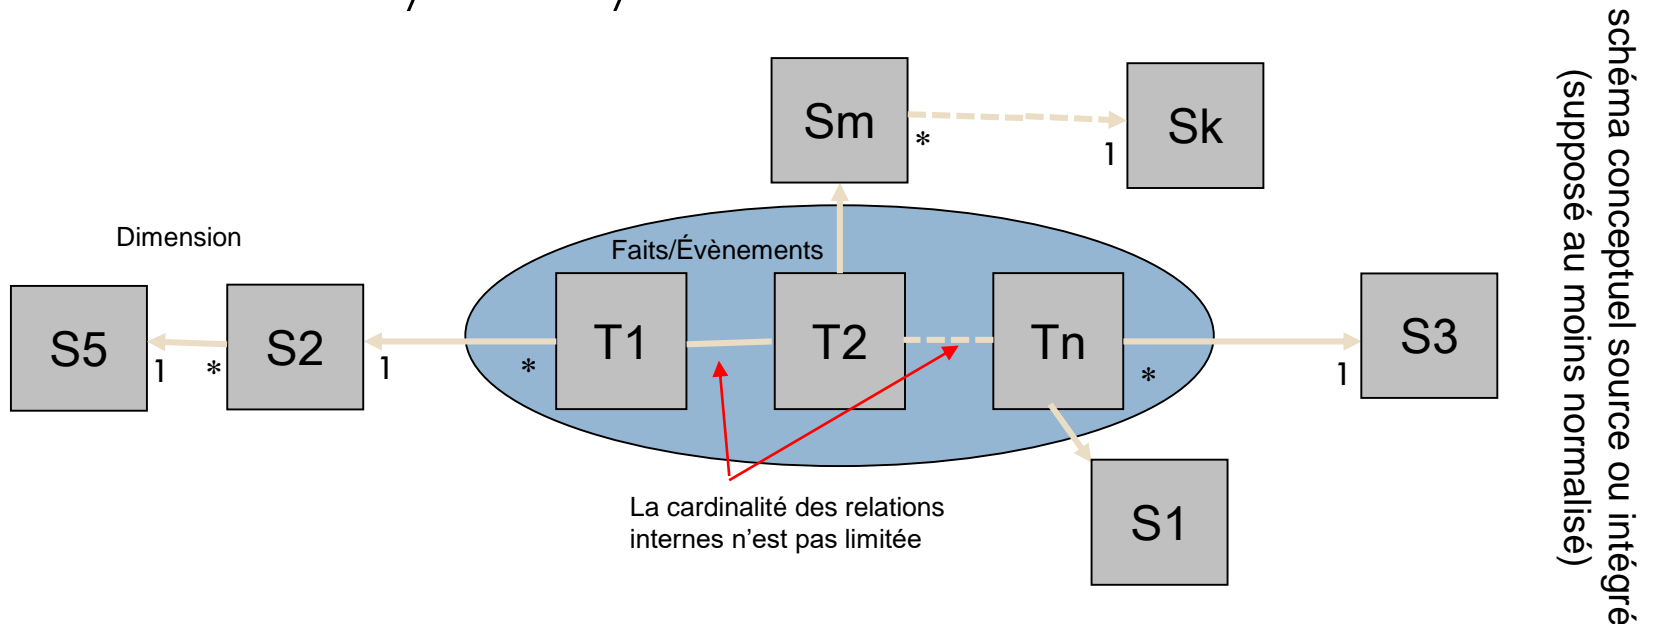 Sm
Sk
*
1
Dimension
Faits/Évènements
S5
S2
T1
T2
Tn
S3
1
*
1
*
*
1
La cardinalité des relations
internes n'est pas limitée
S1
schéma conceptuel source ou intégré
(supposé au moins normalisé)